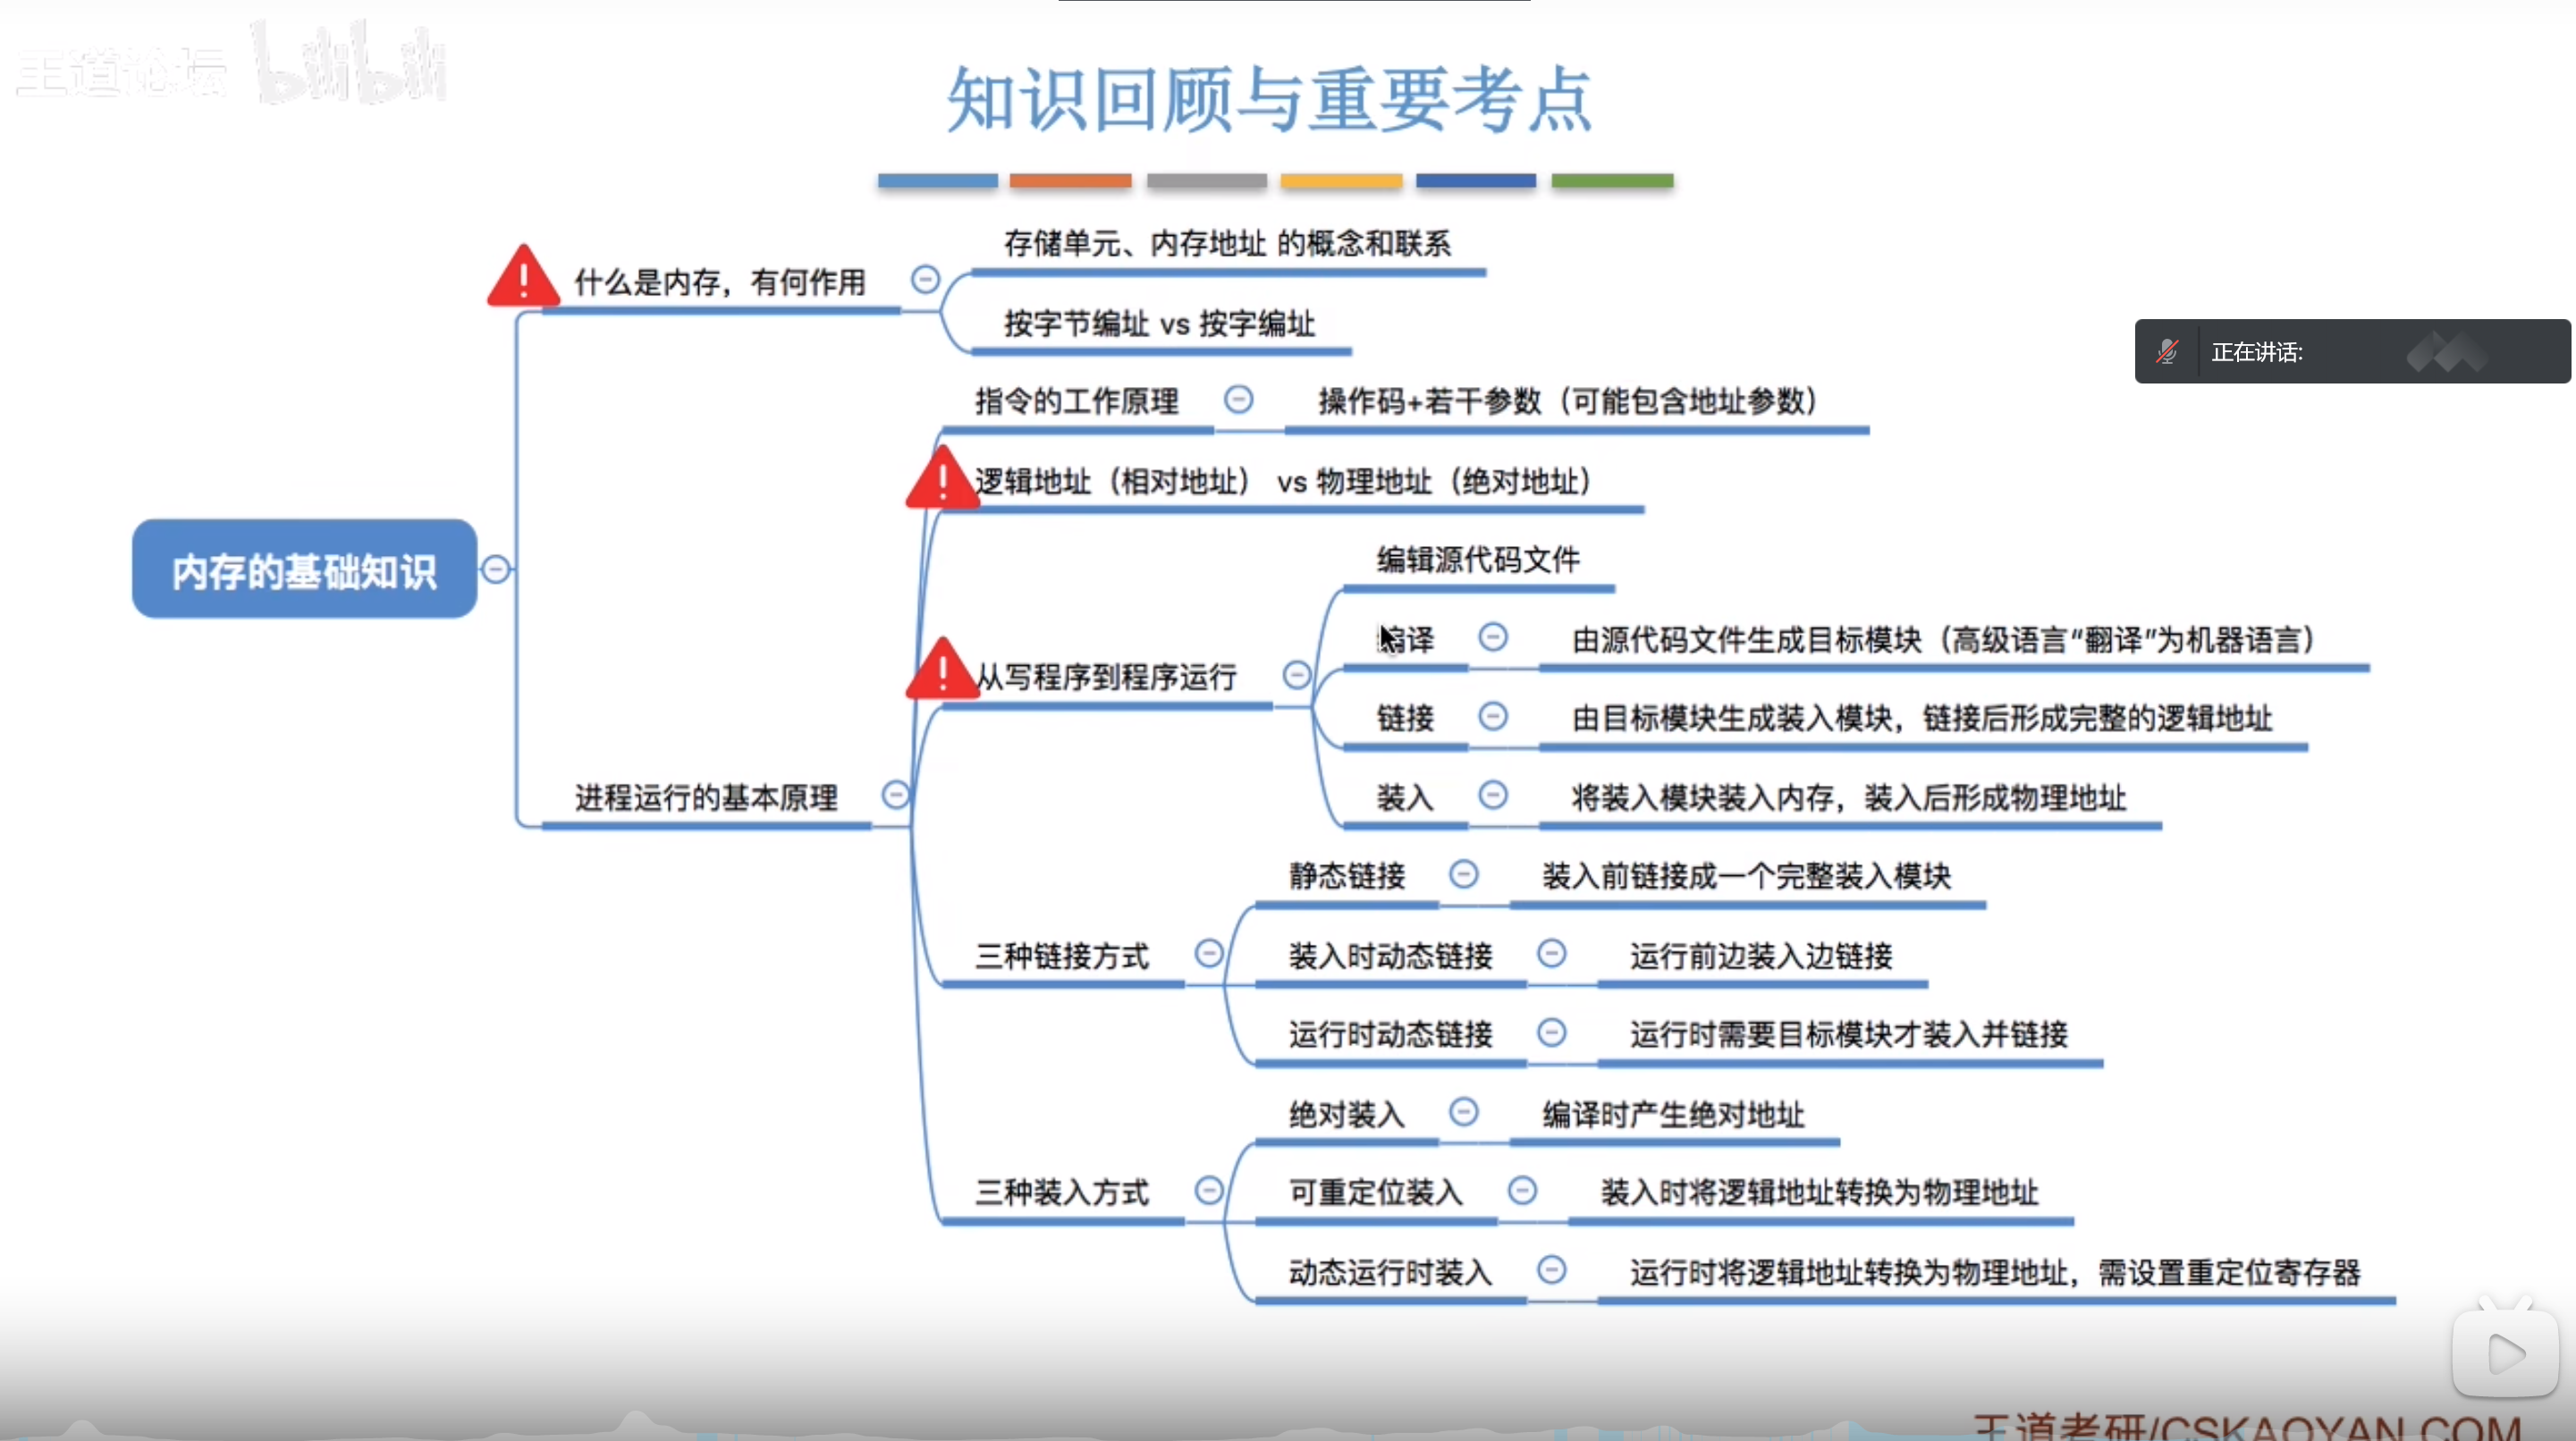 王道论坛 bilibili
知识回顾与重要考点
存储单元、内存地址 的概念和联系
什么是内存，有何作用
按字节编址 vs 按字编址
正在讲话:
指令的工作原理
操作码+若干参数（可能包含地址参数）
逻辑地址（相对地址） vs 物理地址（绝对地址）
内存的基础知识
编辑源代码文件
编译
由源代码文件生成目标模块（高级语言“翻译”为机器语言）
从写程序到程序运行
链接
由目标模块生成装入模块，链接后形成完整的逻辑地址
进程运行的基本原理
装入
将装入模块装入内存，装入后形成物理地址
静态链接
装入前链接成一个完整装入模块
三种链接方式
装入时动态链接
运行前边装入边链接
运行时动态链接
运行时需要目标模块才装入并链接
绝对装入
编译时产生绝对地址
三种装入方式
可重定位装入
装入时将逻辑地址转换为物理地址
动态运行时装入
运行时将逻辑地址转换为物理地址，需设置重定位寄存器
王道考研/CSKAOYAN.COM